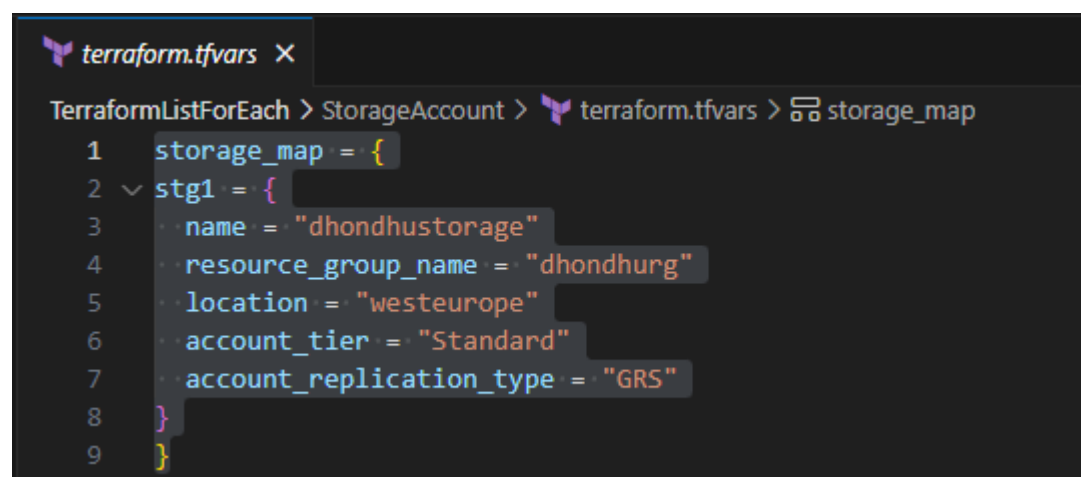 terraform.tfvars ×
TerraformListForEach > StorageAccount > terraform.tfvars > storage_map
1 storage_map = {
2 stg1 = {
3 name = "dhondhustorage"
4 resource_group_name = "dhondhurg"
5 location = "westeurope"
6 account_tier = "Standard"
7 account_replication_type = "GRS"
8 }
9 }